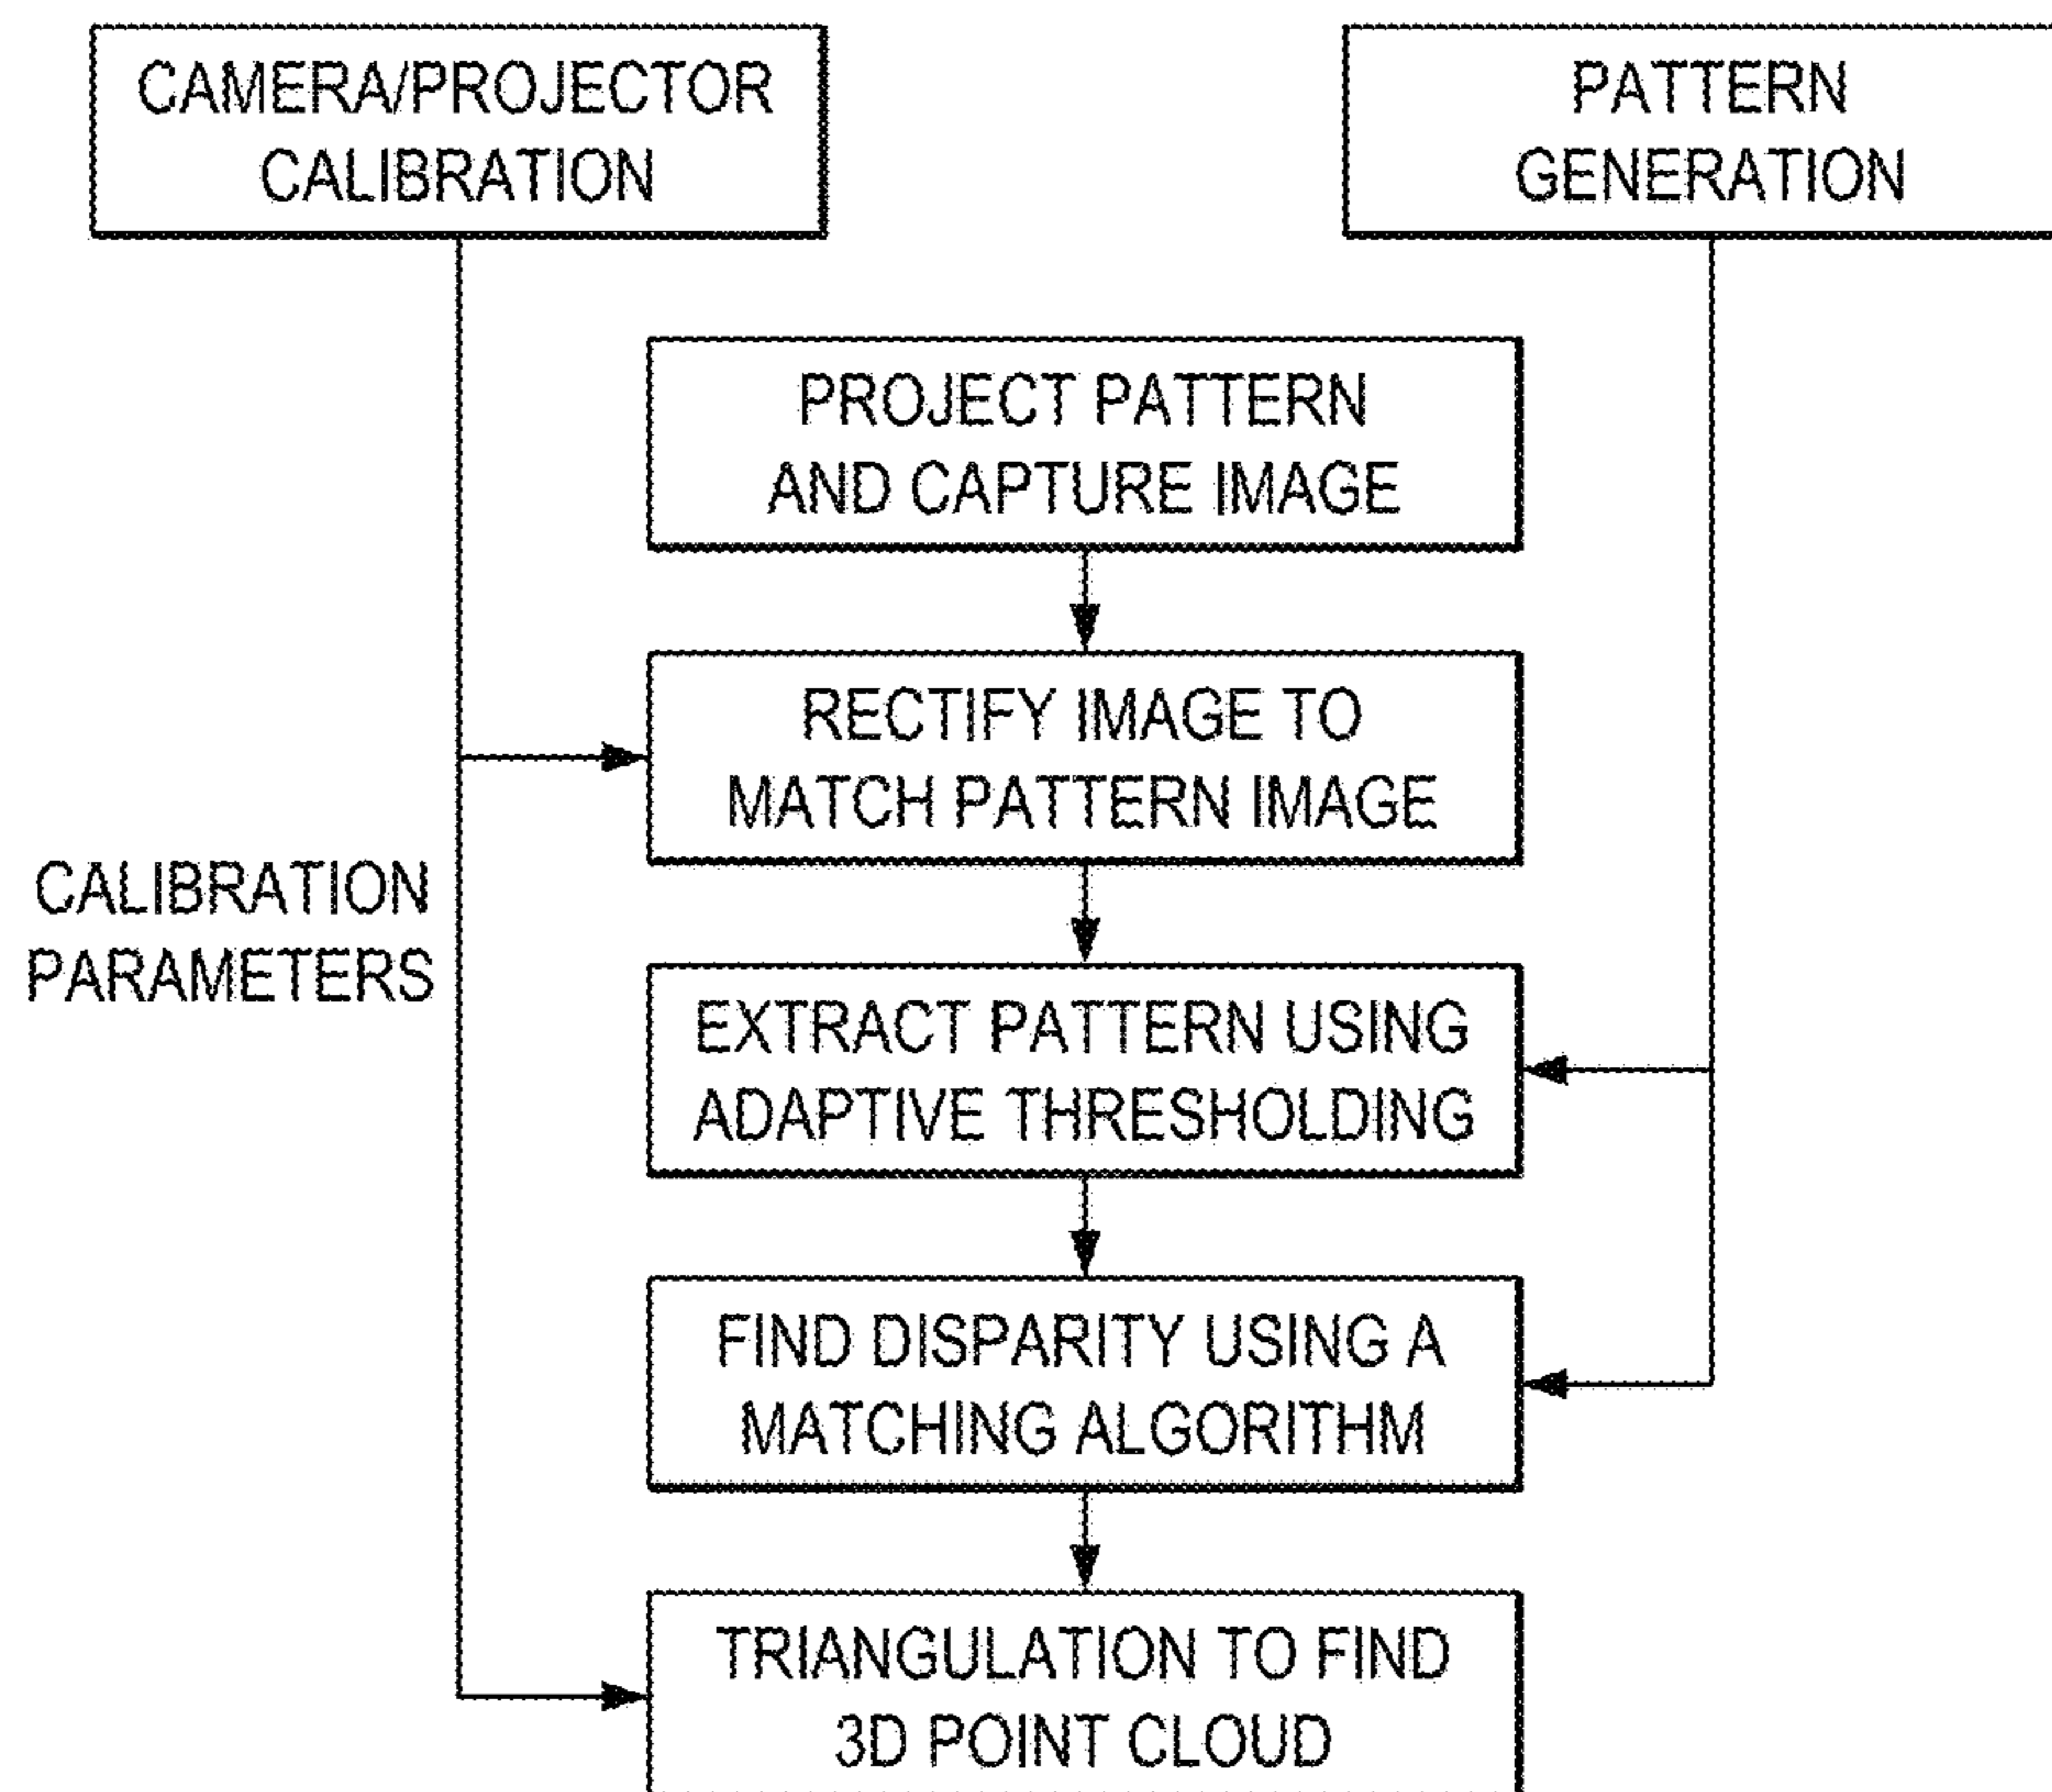 CAMERA/PROJECTOR
CALIBRATION
PATTERN
GENERATION
PROJECT PATTERN
AND CAPTURE IMAGE
RECTIFY IMAGE TO
MATCH PATTERN IMAGE
CALIBRATION
PARAMETERS
EXTRACT PATTERN USING
ADAPTIVE THRESHOLDING
FIND DISPARITY USING A
MATCHING ALGORITHM
TRIANGULATION TO FIND
3D POINT CLOUD